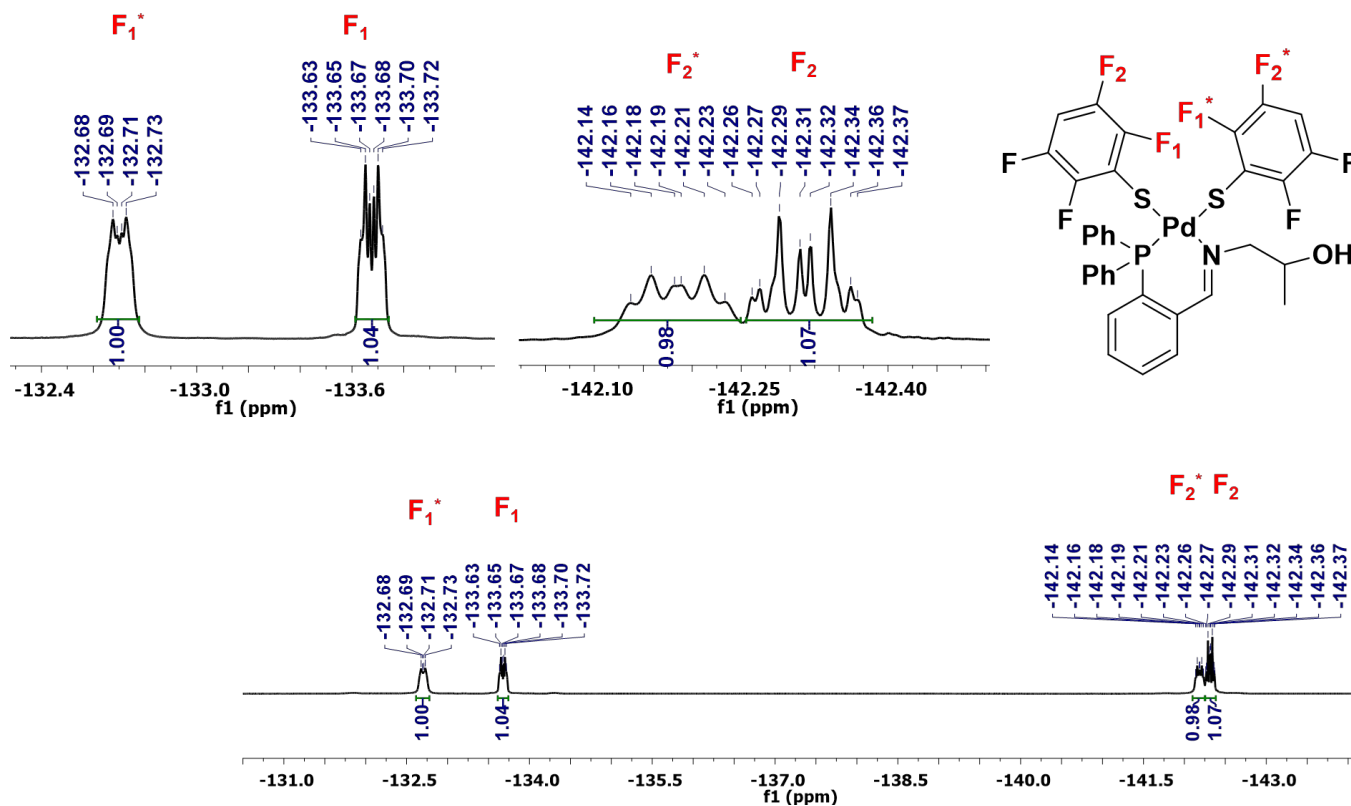 F1* F1
-132.68 -132.69 -132.71 -132.73 -133.63 -133.65 -133.67 -133.68 -133.70 -133.72
1.00 1.04
-132.4 -133.0 -133.6
f1 (ppm)
F2* F2
-142.14 -142.16 -142.18 -142.19 -142.21 -142.23 -142.26 -142.27 -142.29 -142.31 -142.32 -142.34 -142.36 -142.37
0.98 1.07
-142.10 -142.25 -142.40
f1 (ppm)
F2 F2*
F1*
F1
F F
F F
S S
Pd
Ph P N OH
Ph
F1* F1 F2* F2
-132.68 -132.69 -132.71 -132.73 -133.63 -133.65 -133.67 -133.68 -133.70 -133.72 -142.14 -142.16 -142.18 -142.19 -142.21 -142.23 -142.26 -142.27 -142.29 -142.31 -142.32 -142.34 -142.36 -142.37
1.00 1.04 0.98 1.07
-131.0 -132.5 -134.0 -135.5 -137.0 -138.5 -140.0 -141.5 -143.0
f1 (ppm)